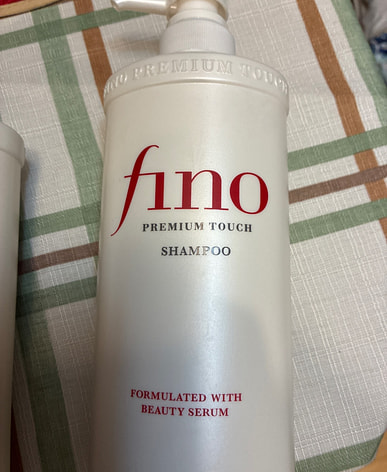 FINO PREMIUM TOUCH
fino
PREMIUM TOUCH
SHAMPOO
FORMULATED WITH
BEAUTY SERUM